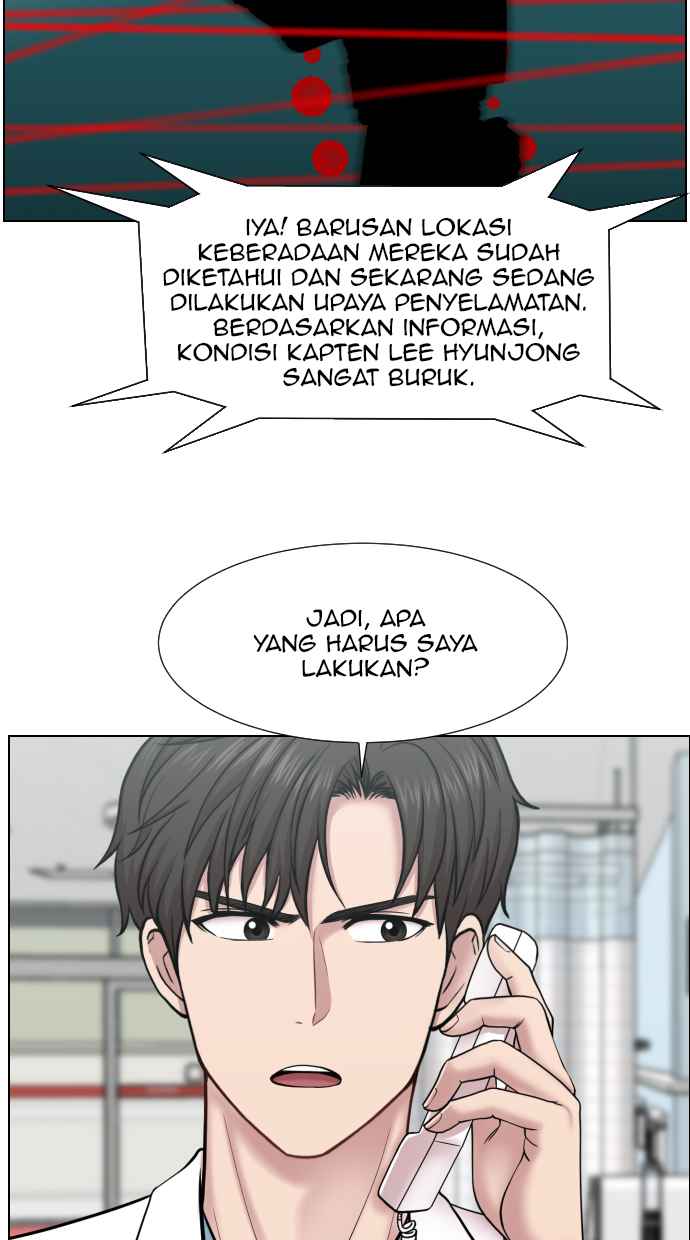 IYA! BARUSAN LOKASI
KEBERADAAN MEREKA SUDAH
DIKETAHUI DAN SEKARANG SEDANG
DILAKUKAN UPAYA PENYELAMATAN.
BERDASARKAN INFORMASI,
KONDISI KAPTEN LEE HYUNJONG
SANGAT BURUK.
JADI, APA
YANG HARUS SAYA
LAKUKAN?